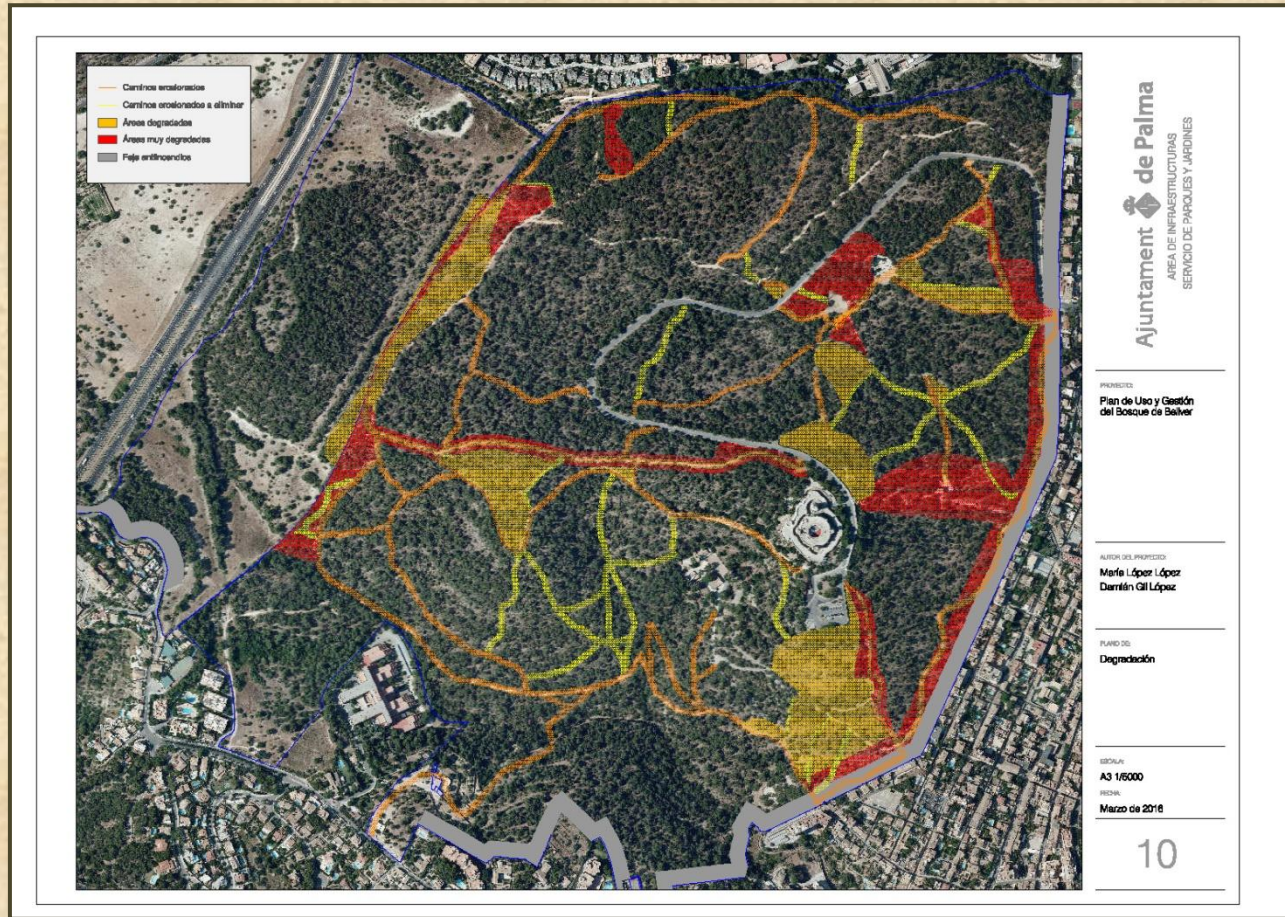 Caminos erosionados
Caminos erosionados a eliminar
Áreas degradadas
Áreas muy degradadas
Faja antiincendios
Ajuntament de Palma
AREA DE INFRAESTRUCTURAS
SERVICIO DE PARQUES Y JARDINES
PROYECTO:
Plan de Uso y Gestión
del Bosque de Bellver
AUTOR DEL PROYECTO:
María López López
Damián Gil López
PLANO DE:
Degradación
ESCALA:
A3 1/5000
FECHA:
Marzo de 2016
10